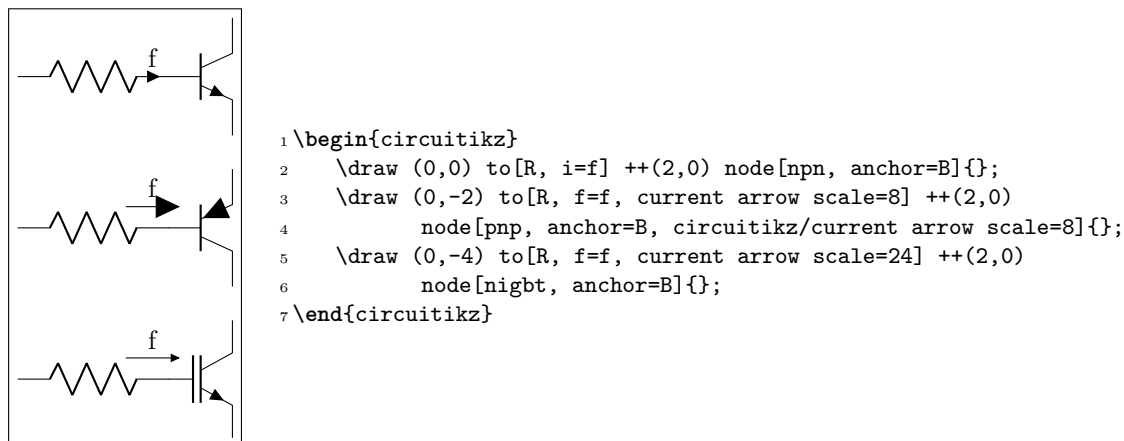 f
f
f
1 \begin{circuitikz}
2     \draw (0,0) to[R, i=f] ++(2,0) node[npn, anchor=B]{};
3     \draw (0,-2) to[R, f=f, current arrow scale=8] ++(2,0)
4            node[pnp, anchor=B, circuitikz/current arrow scale=8]{};
5     \draw (0,-4) to[R, f=f, current arrow scale=24] ++(2,0)
6            node[nigbt, anchor=B]{};
7 \end{circuitikz}